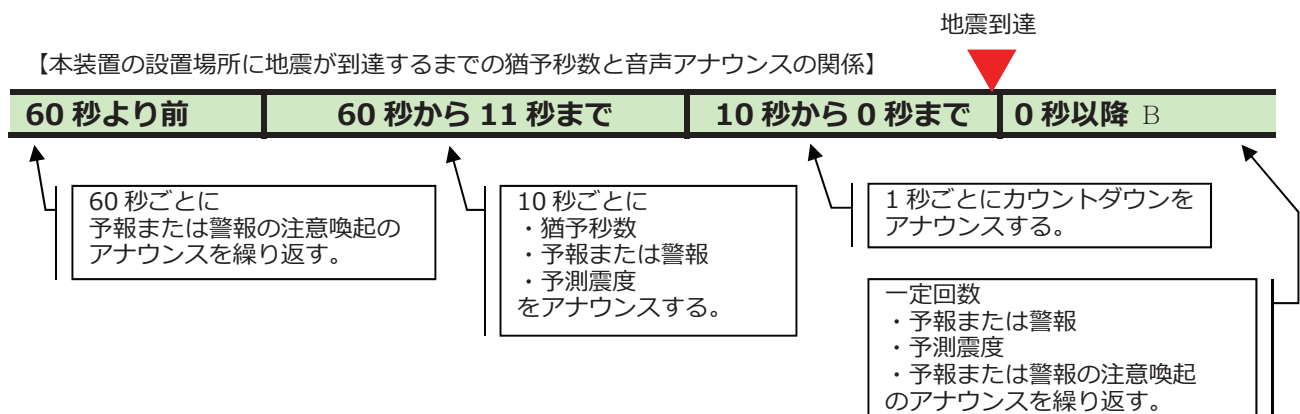 地震到達
【本装置の設置場所に地震が到達するまでの猶予秒数と音声アナウンスの関係】
60 秒より前
60 秒から 11 秒まで
10 秒から 0 秒まで
0 秒以降 B
60 秒ごとに
予報または警報の注意喚起の
アナウンスを繰り返す。
10 秒ごとに
・猶予秒数
・予報または警報
・予測震度
をアナウンスする。
1 秒ごとにカウントダウンを
アナウンスする。
一定回数
・予報または警報
・予測震度
・予報または警報の注意喚起
のアナウンスを繰り返す。